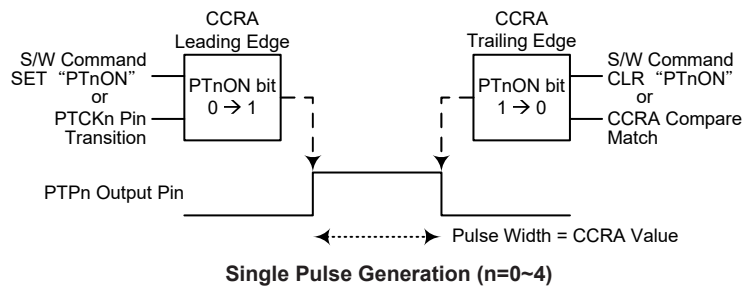 CCRA
Leading Edge
CCRA
Trailing Edge
S/W Command
SET “PTnON”
or
PTCKn Pin
Transition
PTnON bit
0 → 1
PTnON bit
1 → 0
S/W Command
CLR “PTnON”
or
CCRA Compare
Match
PTPn Output Pin
Pulse Width = CCRA Value
Single Pulse Generation (n=0~4)